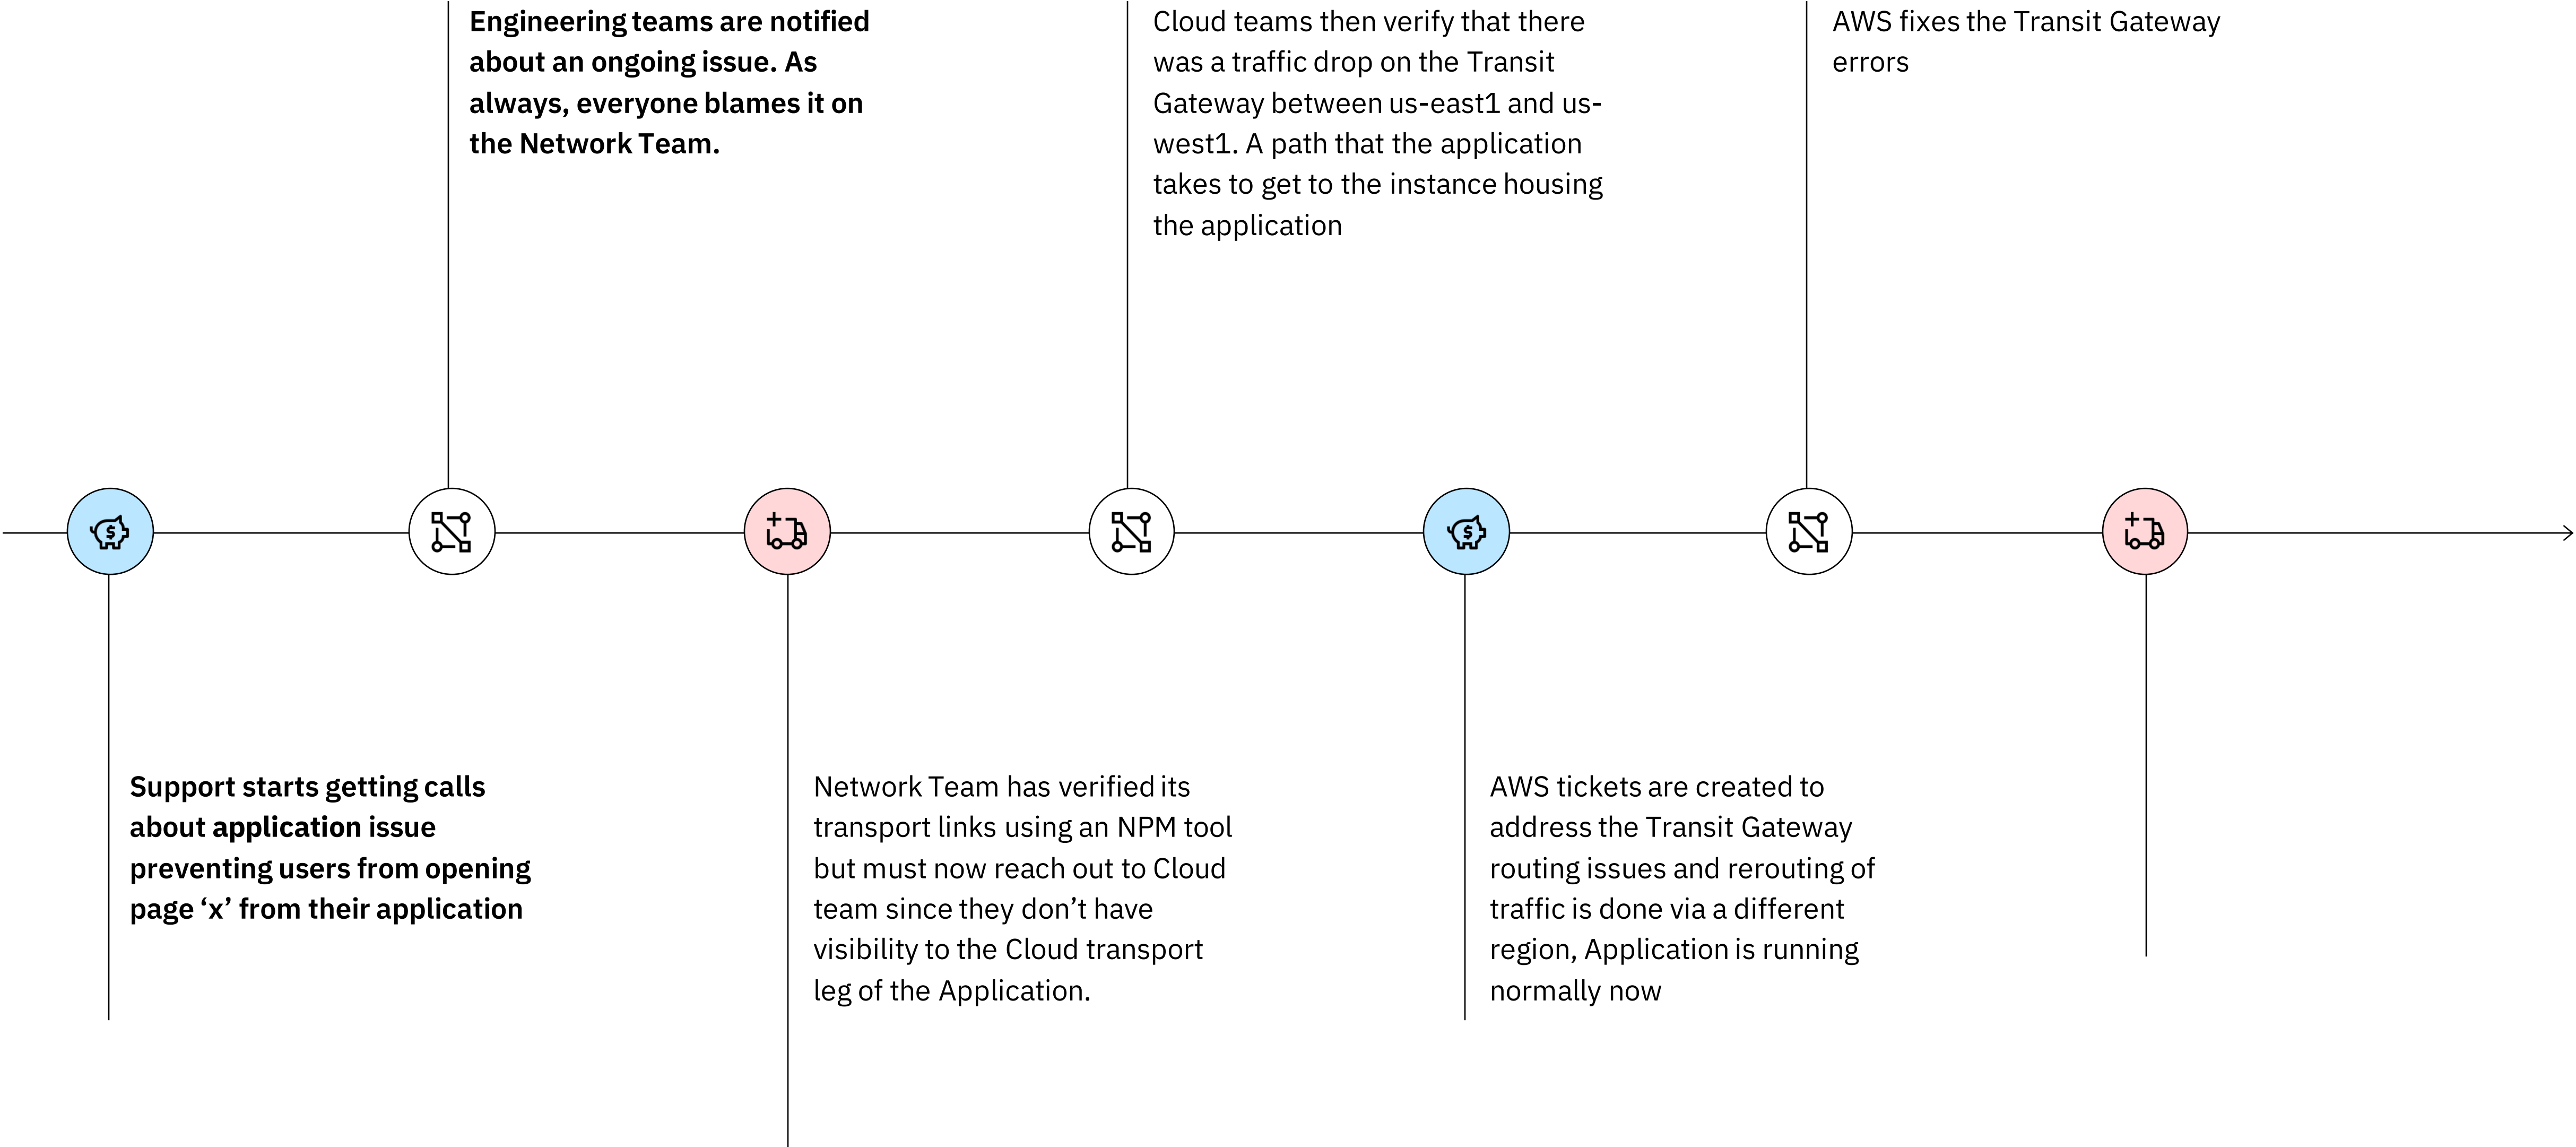 Engineering teams are notified
about an ongoing issue. As
always, everyone blames it on
the Network Team.
Cloud teams then verify that there
was a traffic drop on the Transit
Gateway between us-east1 and us-
west1. A path that the application
takes to get to the instance housing
the application
AWS fixes the Transit Gateway
errors
$
$
Support starts getting calls
about application issue
preventing users from opening
page ‘x’ from their application
Network Team has verified its
transport links using an NPM tool
but must now reach out to Cloud
team since they don’t have
visibility to the Cloud transport
leg of the Application.
AWS tickets are created to
address the Transit Gateway
routing issues and rerouting of
traffic is done via a different
region, Application is running
normally now